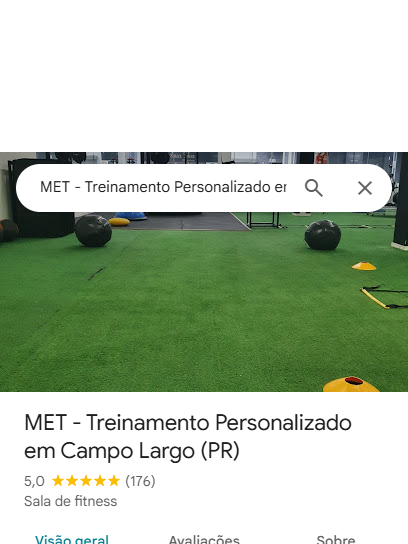 MET - Treinamento Personalizado er
MET - Treinamento Personalizado
em Campo Largo (PR)
5,0 (176)
Sala de fitness
Visão geral Avaliações Sobre